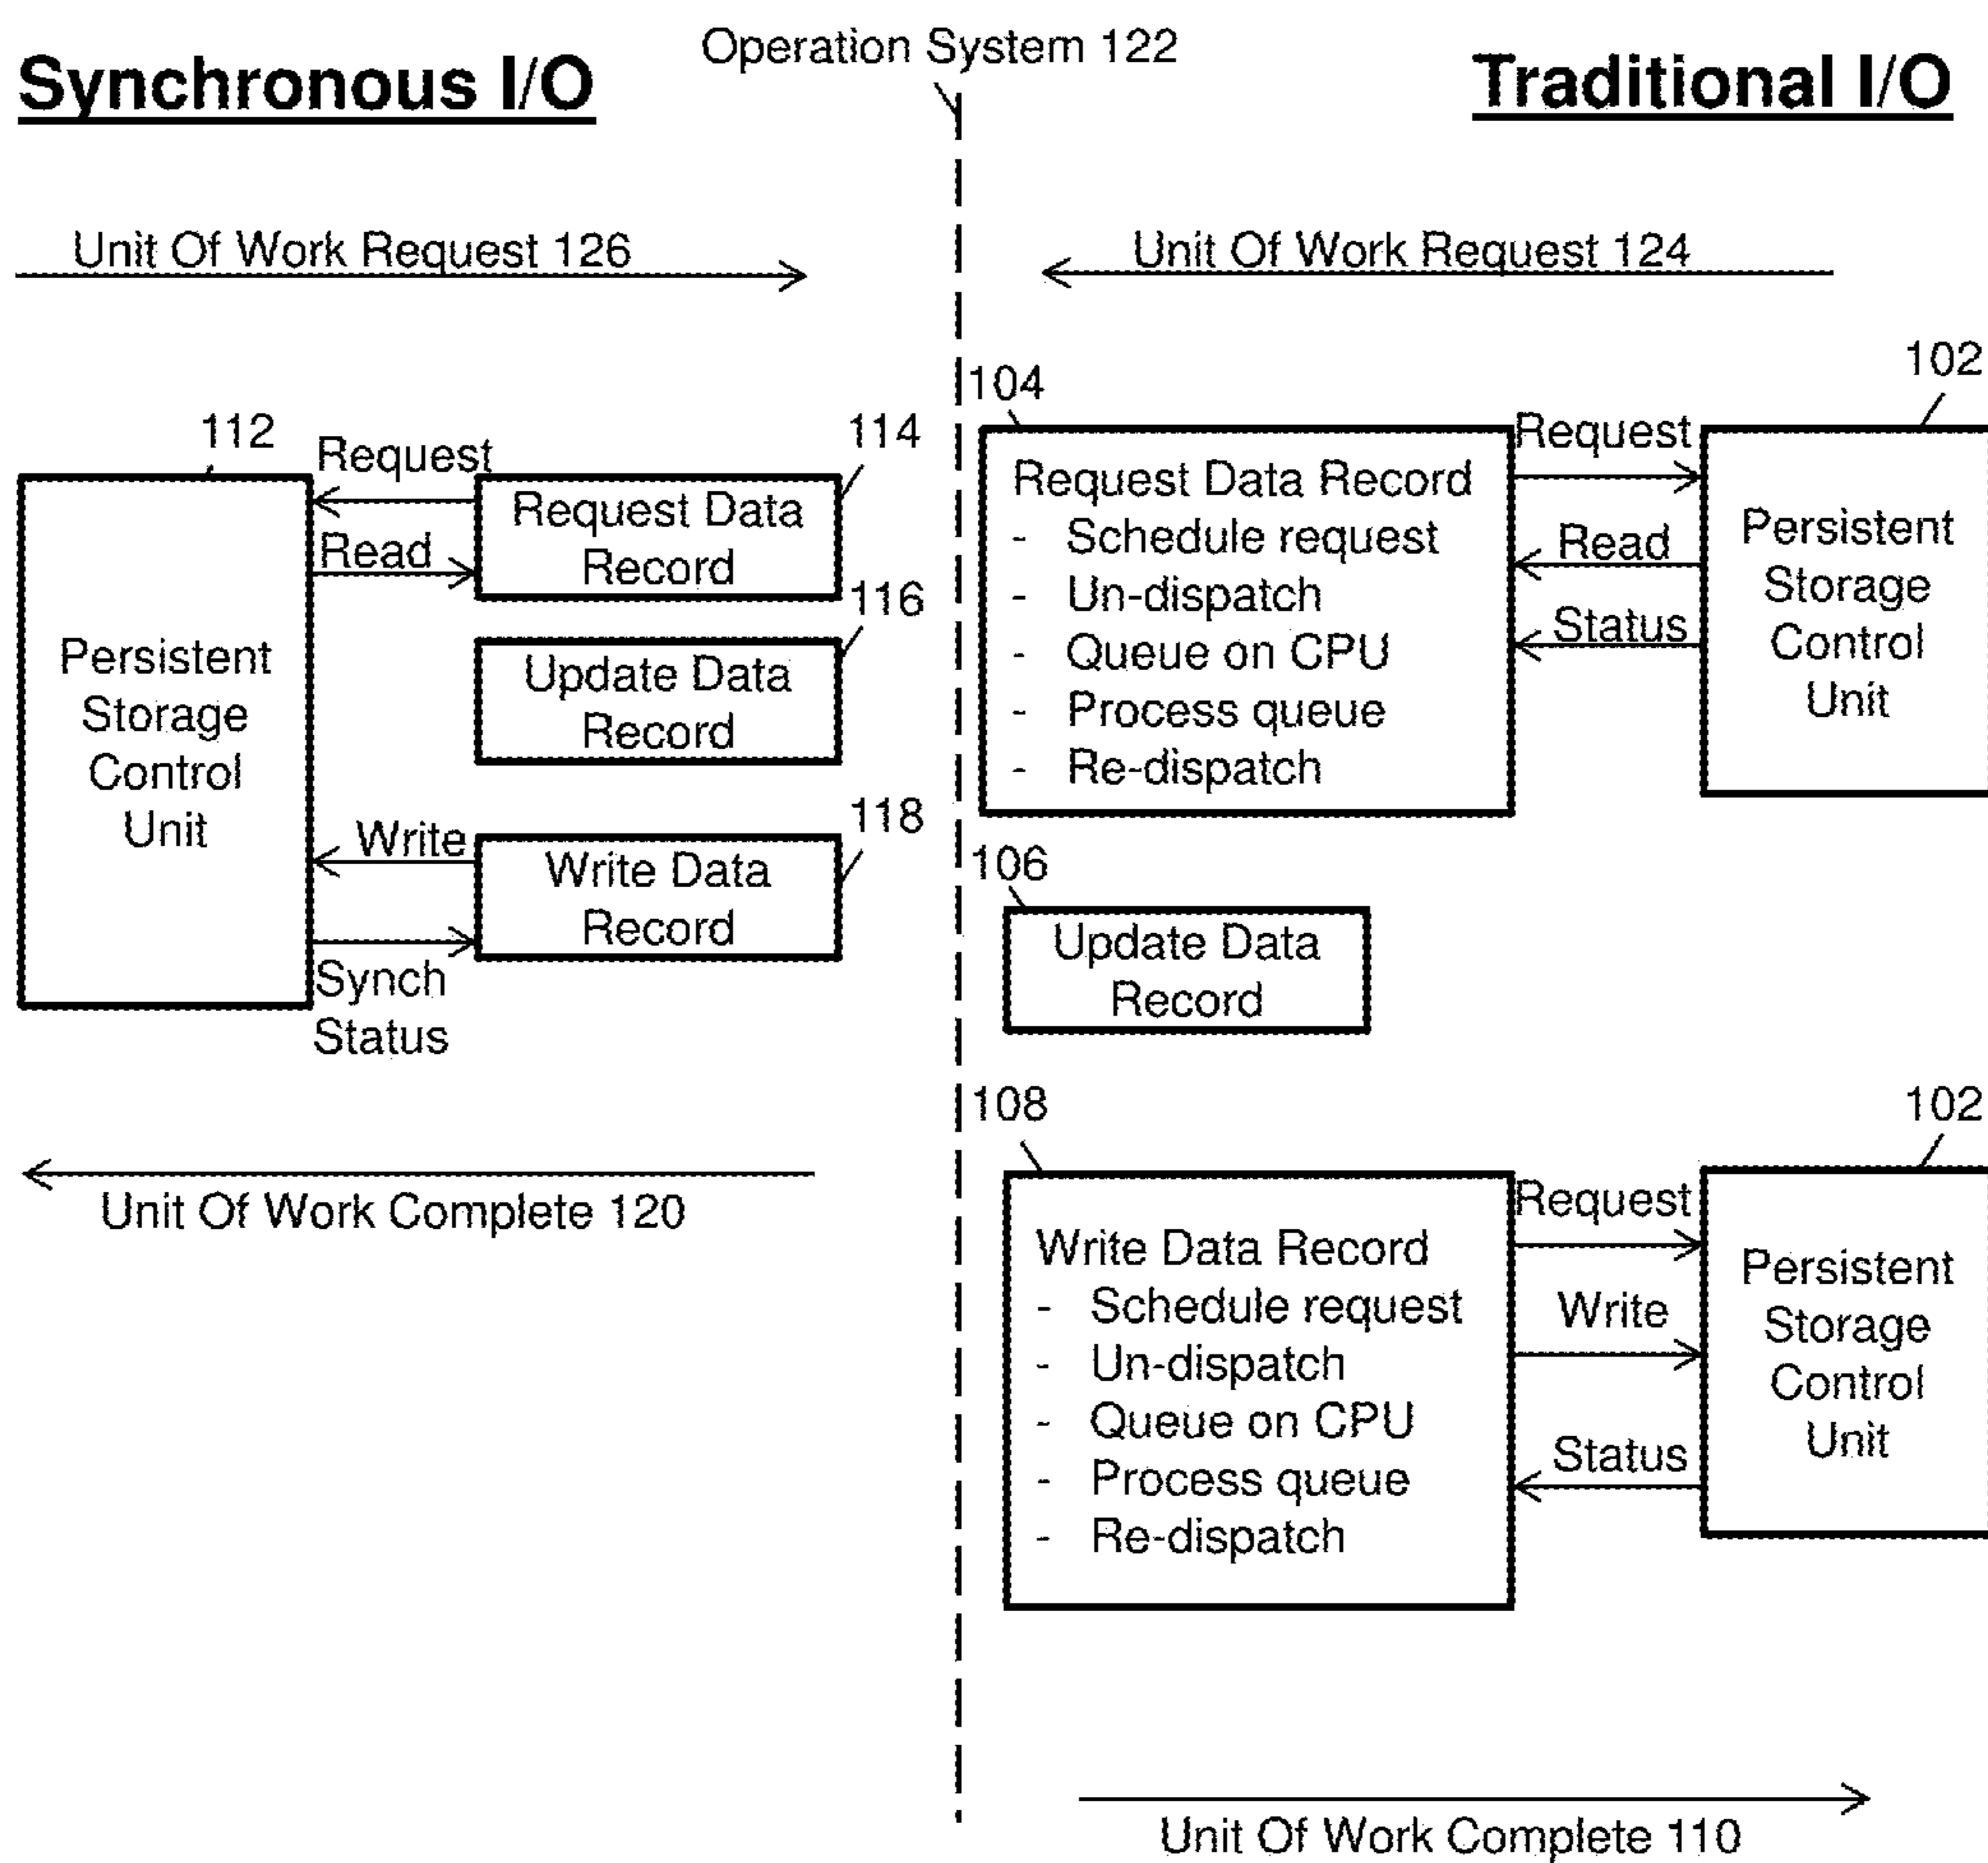 Operation System 122
Synchronous I/O
Traditional I/O
Unit Of Work Request 126
Unit Of Work Request 124
112
Request
Read
114
Request Data
Record
116
Update Data
Record
Persistent
Storage
Control
Unit
118
Write
Write Data
Record
Synch
Status
Unit Of Work Complete 120
104
Request Data Record
- Schedule request
- Un-dispatch
- Queue on CPU
- Process queue
- Re-dispatch
Request
Read
Status
102
Persistent
Storage
Control
Unit
106
Update Data
Record
108
Write Data Record
- Schedule request
- Un-dispatch
- Queue on CPU
- Process queue
- Re-dispatch
Request
Write
Status
102
Persistent
Storage
Control
Unit
Unit Of Work Complete 110